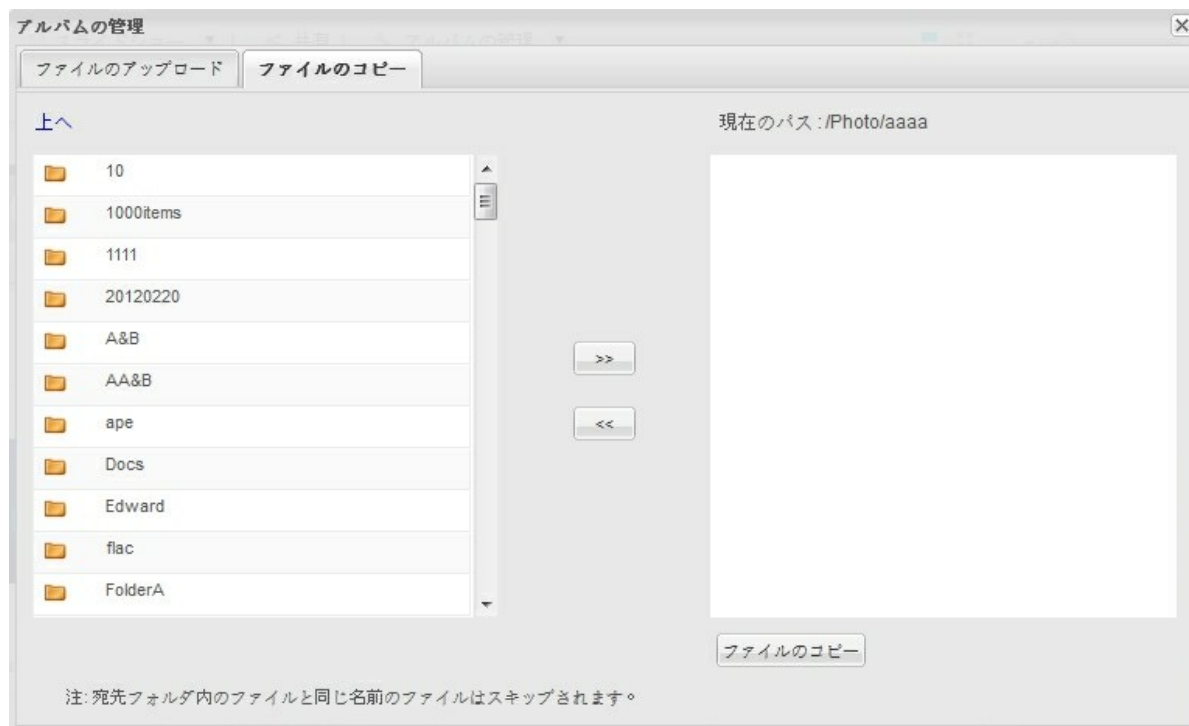 アルバムの管理
ファイルのアップロード
ファイルのコピー
上へ
現在のパス:/Photo/aaaa
10
1000items
1111
20120220
A&B
AA&B
ape
Docs
Edward
flac
FolderA
>>
<<
ファイルのコピー
注:宛先フォルダ内のファイルと同じ名前のファイルはスキップされます。